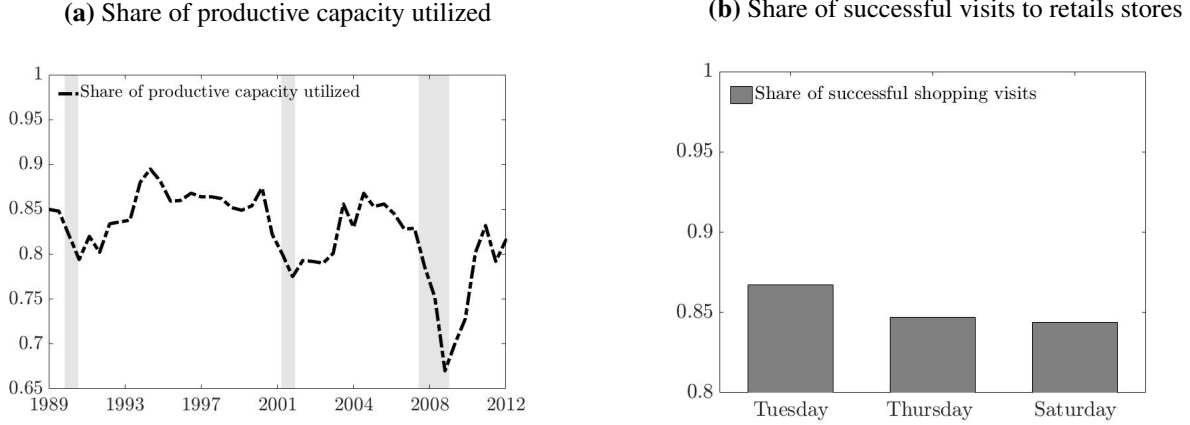 (a) Share of productive capacity utilized
1
Share of productive capacity utilized
0.95
0.9
0.85
0.8
0.75
0.7
0.65
1989 1993 1997 2001 2004 2008 2012
(b) Share of successful visits to retails stores
1
Share of successful shopping visits
0.95
0.9
0.85
0.8
Tuesday Thursday Saturday